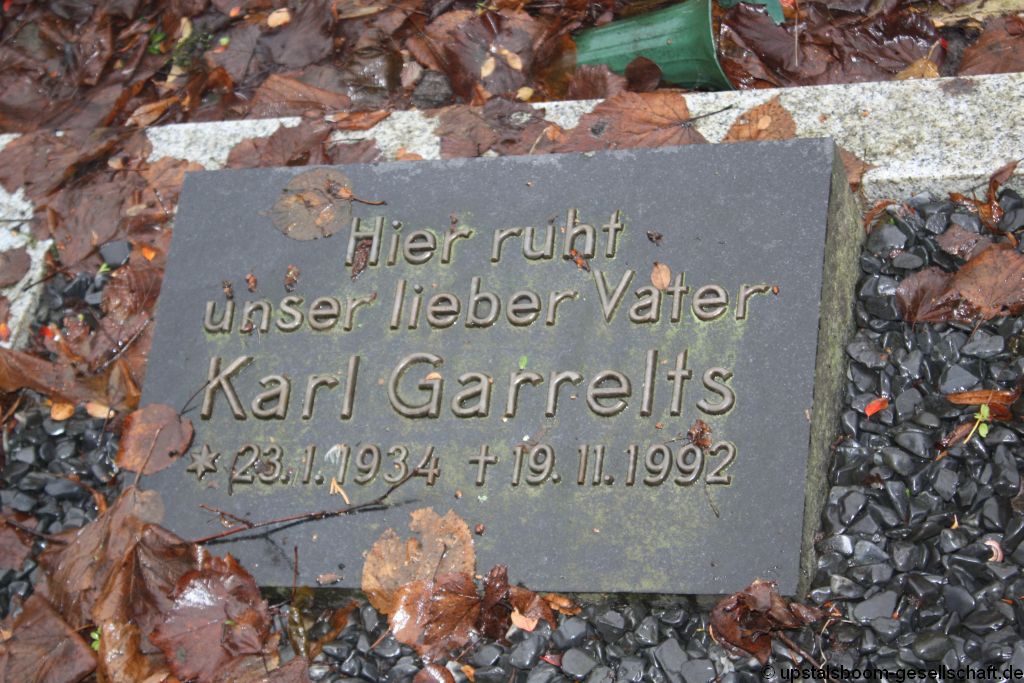 Hier ruht
unser lieber Vater
Karl Garrelts
* 23.1.1934 † 19.11.1992
© upstalsboom-gesellschaft.de